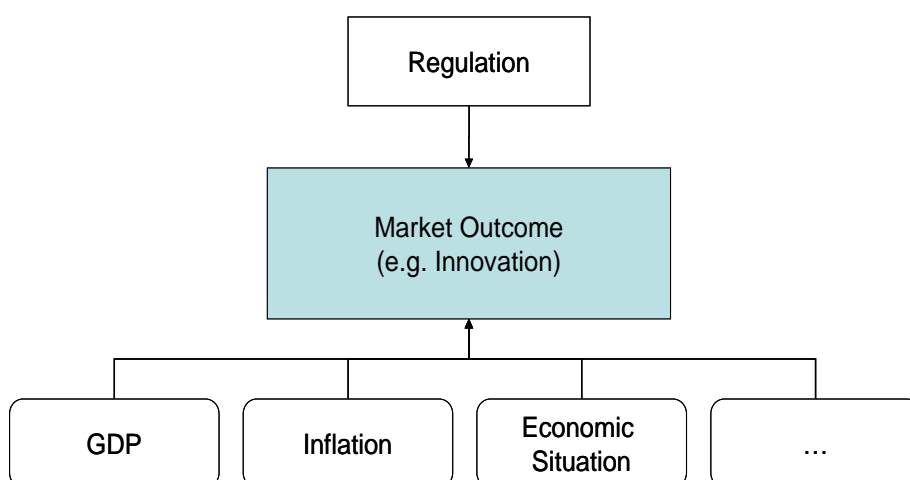 Regulation
Market Outcome
(e.g. Innovation)
GDP
Inflation
Economic
Situation
...